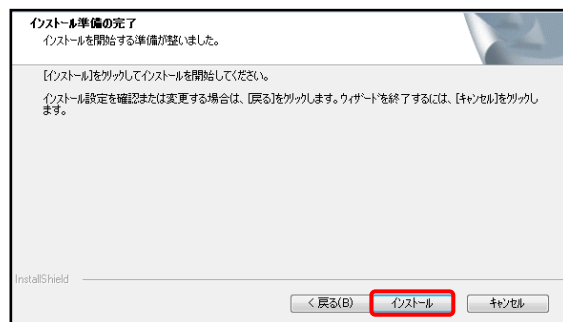 インストール準備の完了
インストールを開始する準備が整いました。
[インストール]をクリックしてインストールを開始してください。
インストール設定を確認または変更する場合は、[戻る]をクリックします。ウィザードを終了するには、[キャンセル]をクリックし
ます。
InstallShield
< 戻る(B)
インストール
キャンセル